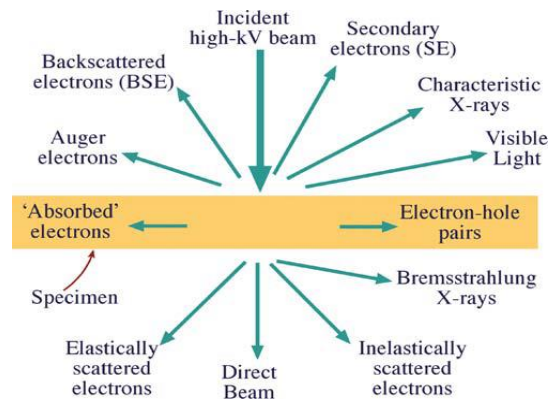 Incident
high-kV beam
Secondary
electrons (SE)
Backscattered
electrons (BSE)
Characteristic
X-rays
Auger
electrons
Visible
Light
‘Absorbed’
electrons
Electron-hole
pairs
Specimen
Bremsstrahlung
X-rays
Elastically
scattered
electrons
Direct
Beam
Inelastically
scattered
electrons